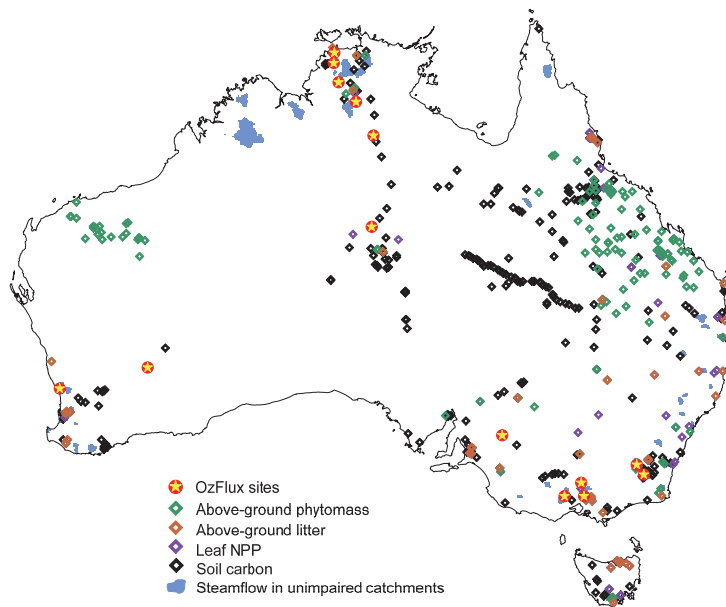 OzFlux sites
Above-ground phytomass
Above-ground litter
Leaf NPP
Soil carbon
Steamflow in unimpaired catchments